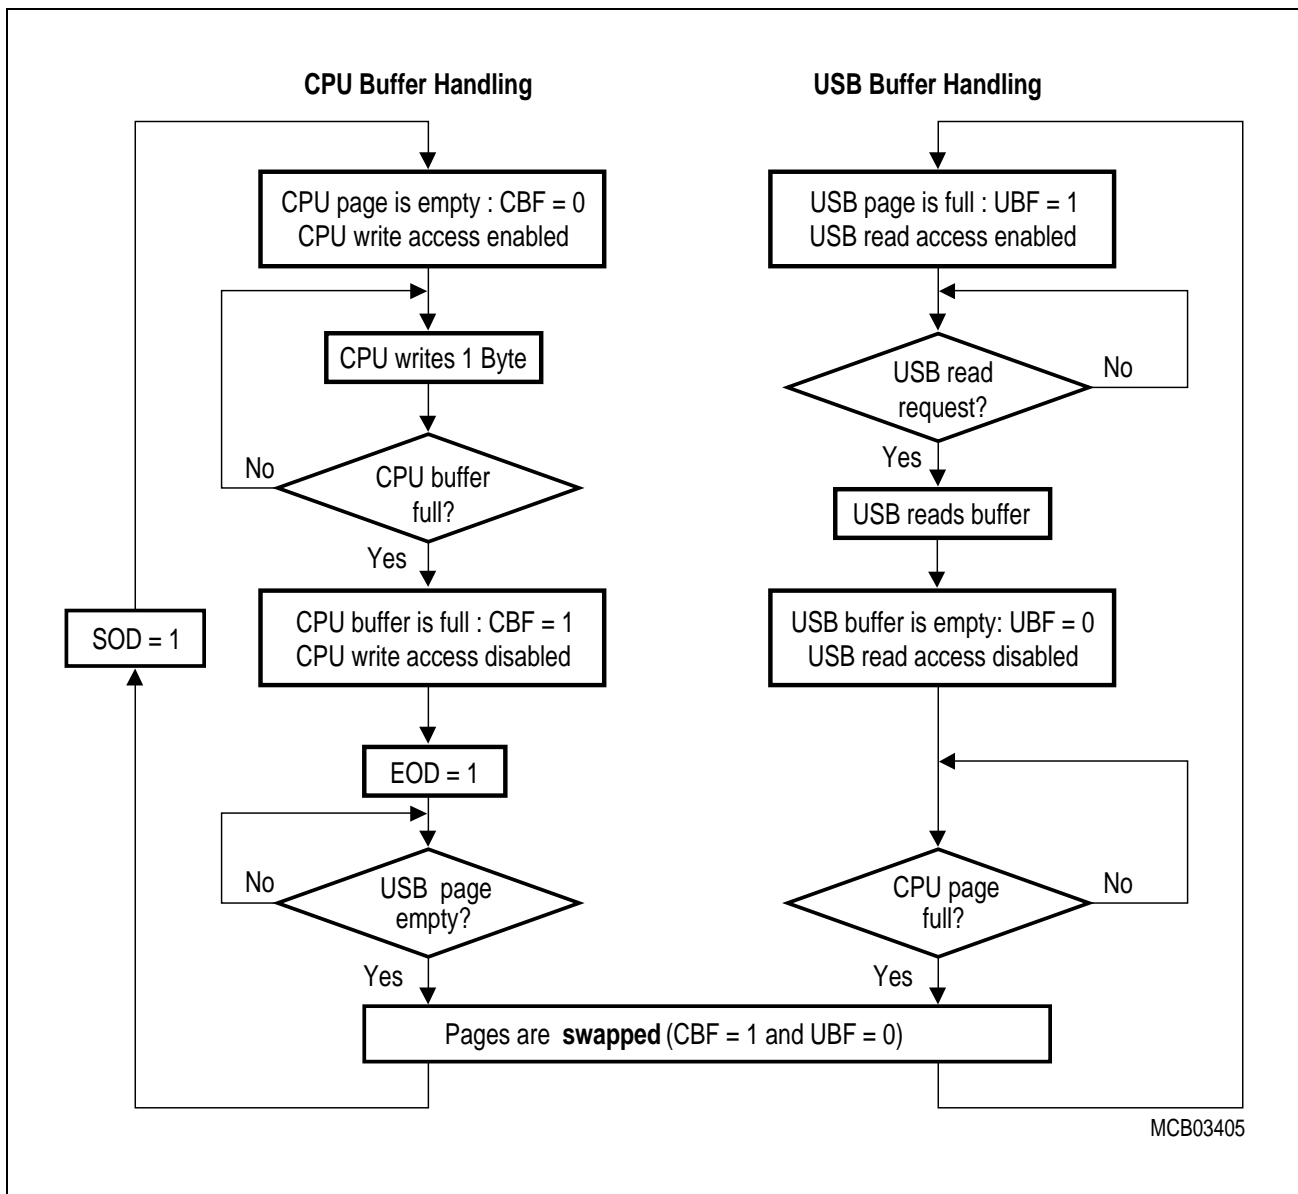 CPU Buffer Handling
CPU page is empty : CBF = 0
CPU write access enabled
CPU writes 1 Byte
CPU buffer
full?
No
Yes
CPU buffer is full : CBF = 1
CPU write access disabled
SOD = 1
EOD = 1
USB page
empty?
No
Yes
USB Buffer Handling
USB page is full : UBF = 1
USB read access enabled
USB read
request?
No
Yes
USB reads buffer
USB buffer is empty: UBF = 0
USB read access disabled
CPU page
full?
No
Yes
Pages are swapped (CBF = 1 and UBF = 0)
MCB03405